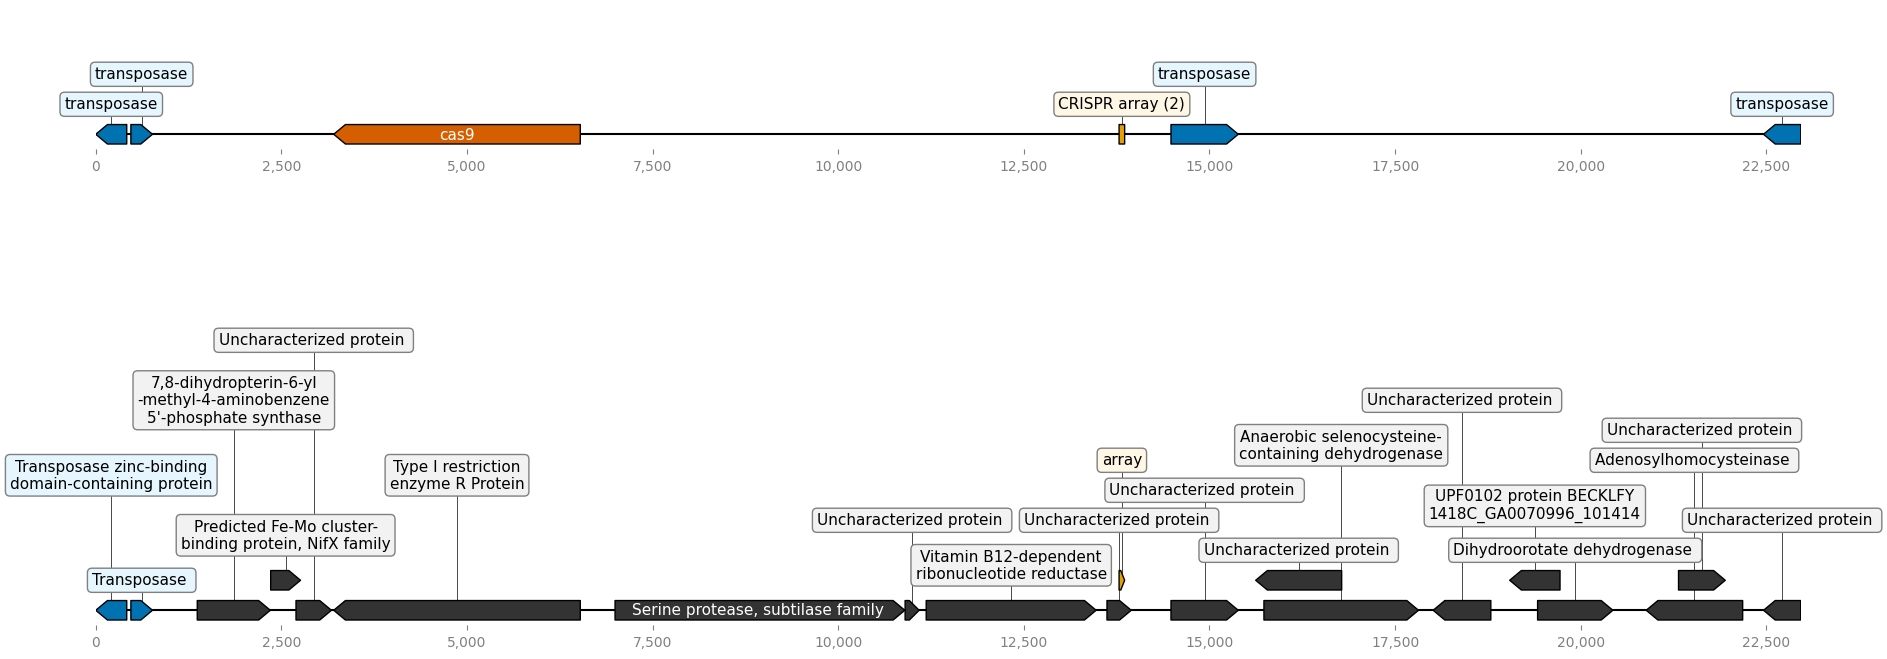 transposase
transposase
transposase
CRISPR array (2)
transposase
cas9
0
2,500
5,000
7,500
10,000
12,500
15,000
17,500
20,000
22,500
Uncharacterized protein
7,8-dihydropterin-6-yl
-methyl-4-aminobenzene
5'-phosphate synthase
Uncharacterized protein
Uncharacterized protein
Anaerobic selenocysteine-
containing dehydrogenase
Transposase zinc-binding
domain-containing protein
Type I restriction
enzyme R Protein
array
Adenosylhomocysteinase
Uncharacterized protein
UPF0102 protein BECKLFY
1418C_GA0070996_101414
Predicted Fe-Mo cluster-
binding protein, NifX family
Uncharacterized protein
Uncharacterized protein
Uncharacterized protein
Vitamin B12-dependent
ribonucleotide reductase
Uncharacterized protein
Dihydroorotate dehydrogenase
Transposase
Serine protease, subtilase family
0
2,500
5,000
7,500
10,000
12,500
15,000
17,500
20,000
22,500